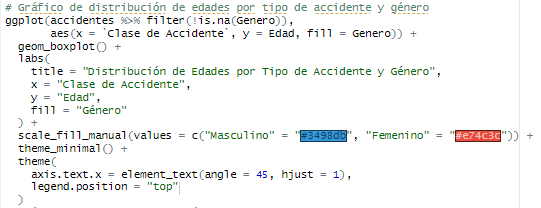 # Gráfico de distribución de edades por tipo de accidente y género
ggplot(accidentes %>% filter(!is.na(Genero)),
       aes(x = `Clase de Accidente`, y = Edad, fill = Genero)) +
  geom_boxplot() +
  labs(
    title = "Distribución de Edades por Tipo de Accidente y Género",
    x = "Clase de Accidente",
    y = "Edad",
    fill = "Género"
  ) +
  scale_fill_manual(values = c("Masculino" = "#3498db", "Femenino" = "#e74c3c")) +
  theme_minimal() +
  theme(
    axis.text.x = element_text(angle = 45, hjust = 1),
    legend.position = "top"
  )